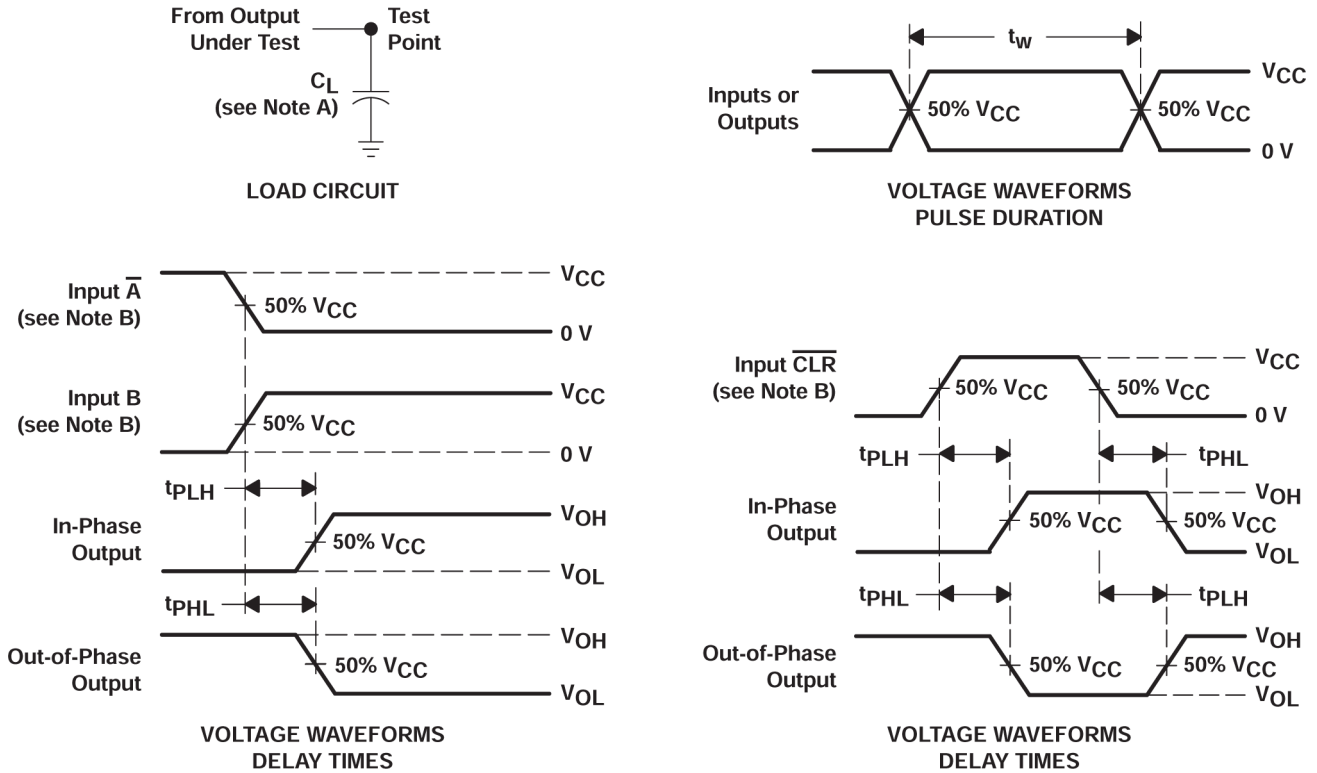 From Output
Under Test
Test
Point
CL
(see Note A)
LOAD CIRCUIT
tw
Inputs or
Outputs
50% VCC
50% VCC
VCC
0 V
VOLTAGE WAVEFORMS
PULSE DURATION
Input A̅
(see Note B)
50% VCC
VCC
0 V
Input B
(see Note B)
50% VCC
VCC
0 V
tPLH
In-Phase
Output
50% VCC
VOH
VOL
tPHL
Out-of-Phase
Output
50% VCC
VOH
VOL
VOLTAGE WAVEFORMS
DELAY TIMES
Input C̅L̅R̅
(see Note B)
50% VCC
50% VCC
VCC
0 V
tPLH
tPHL
In-Phase
Output
50% VCC
50% VCC
VOH
VOL
tPHL
tPLH
Out-of-Phase
Output
50% VCC
50% VCC
VOH
VOL
VOLTAGE WAVEFORMS
DELAY TIMES